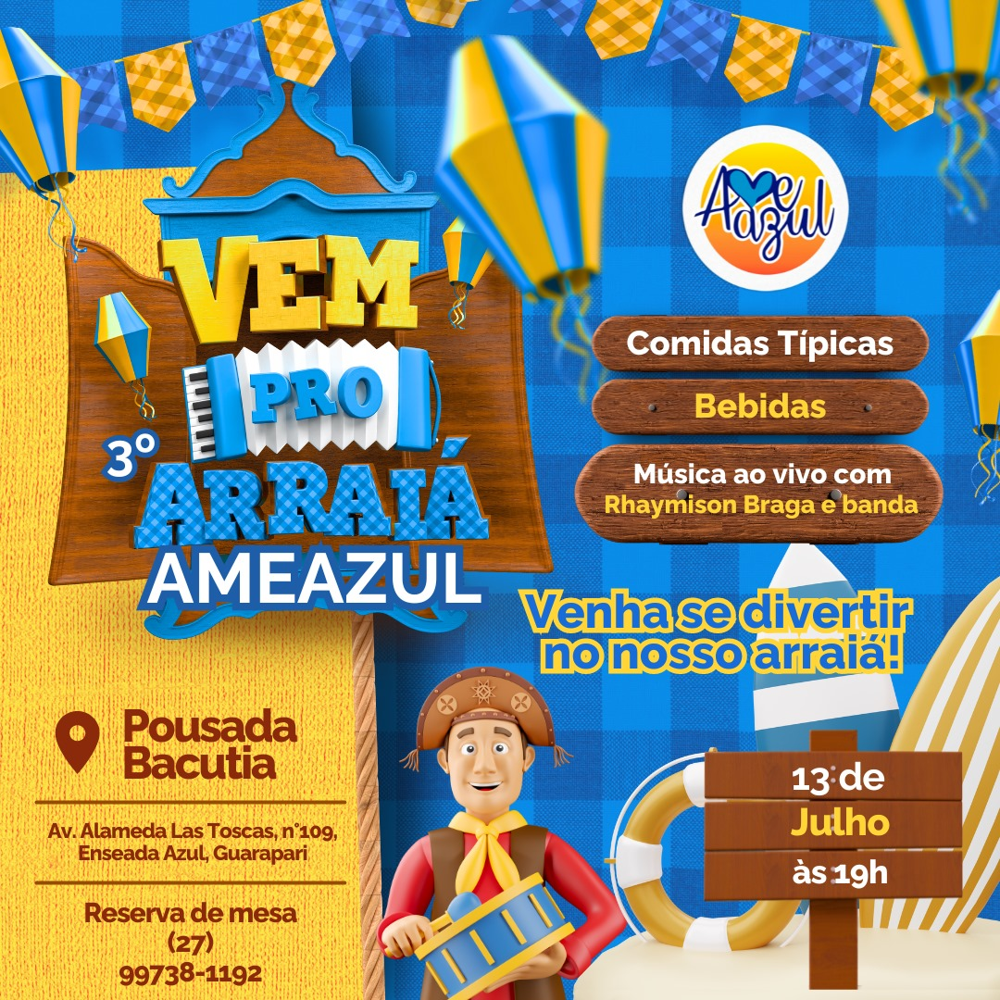 VEM
PRO
3º
ARRAIÁ
AMEAZUL
Ame
azul
Comidas Típicas
Bebidas
Música ao vivo com
Rhaymison Braga e banda
Venha se divertir
no nosso arraiá!
Pousada
Bacutia
Av. Alameda Las Toscas, n°109,
Enseada Azul, Guarapari
Reserva de mesa
(27)
99738-1192
13 de
Julho
às 19h